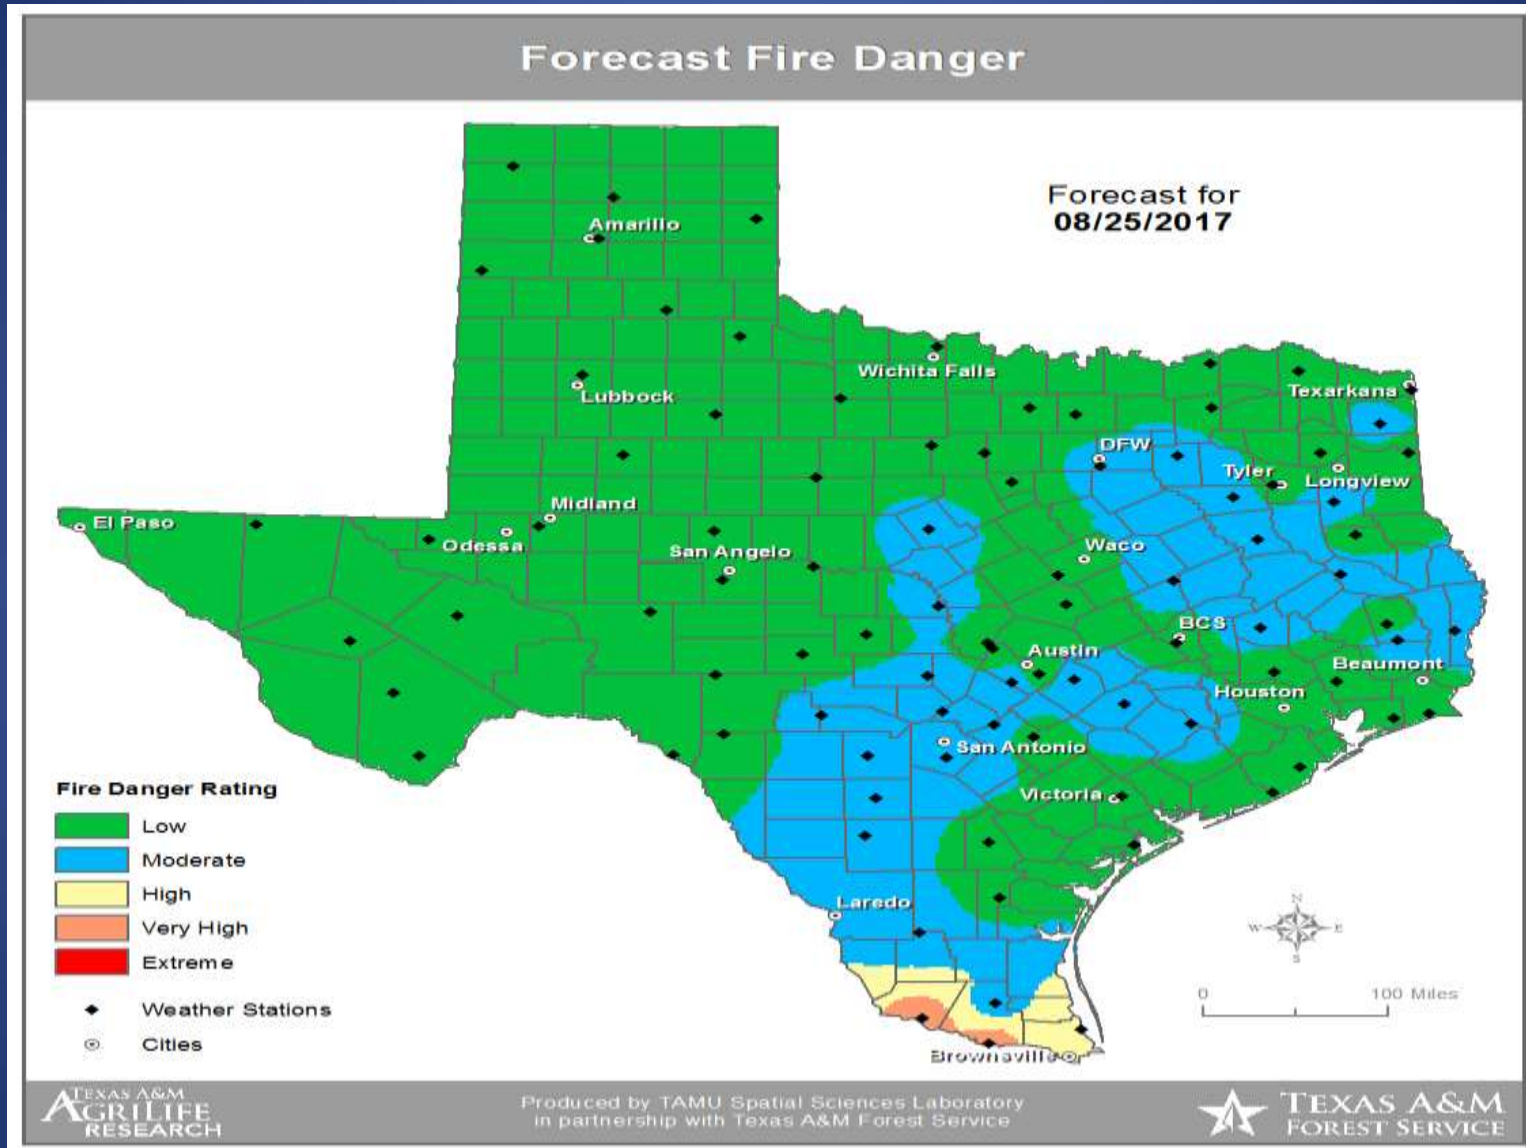 Forecast Fire Danger
Forecast for
08/25/2017
Amarillo
Wichita Falls
Lubbock
Texarkana
DFW
Tyler
Longview
Midland
El Paso
Odessa
San Angelo
Waco
BCS
Austin
Beaumont
Houston
San Antonio
Victoria
Laredo
Brownsville
Fire Danger Rating
Low
Moderate
High
Very High
Extreme
Weather Stations
Cities
N
W E
S
0 100 Miles
TEXAS A&M
AGRILIFE
RESEARCH
Produced by TAMU Spatial Sciences Laboratory
in partnership with Texas A&M Forest Service
TEXAS A&M
FOREST SERVICE